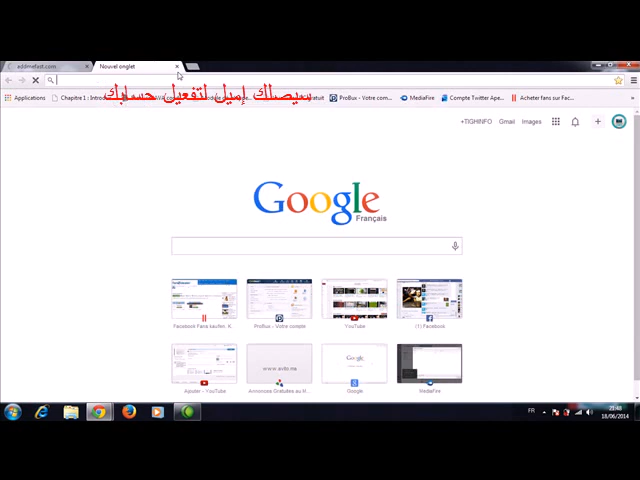 addmefast.com
Nouvel onglet
سيصلك إميل لتفعيل حسابك
Applications
Chapitre 1 : Introd
ProBux - Votre com...
MediaFire
Compte Twitter Ape...
Acheter fans sur Fac...
+TIGHINFO Gmail Images
Google
Français
Facebook Fans kaufen, K
ProBux - Votre compte
YouTube
(1) Facebook
www.avito.ma
Ajouter - YouTube
Annonces Gratuites au M...
Google
MediaFire
FR
21:48
18/06/2014